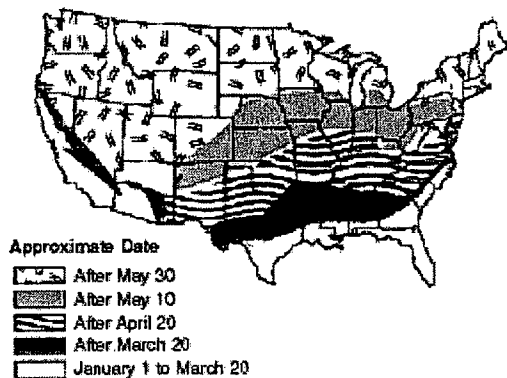 Approximate Date
After May 30
After May 10
After April 20
After March 20
January 1 to March 20